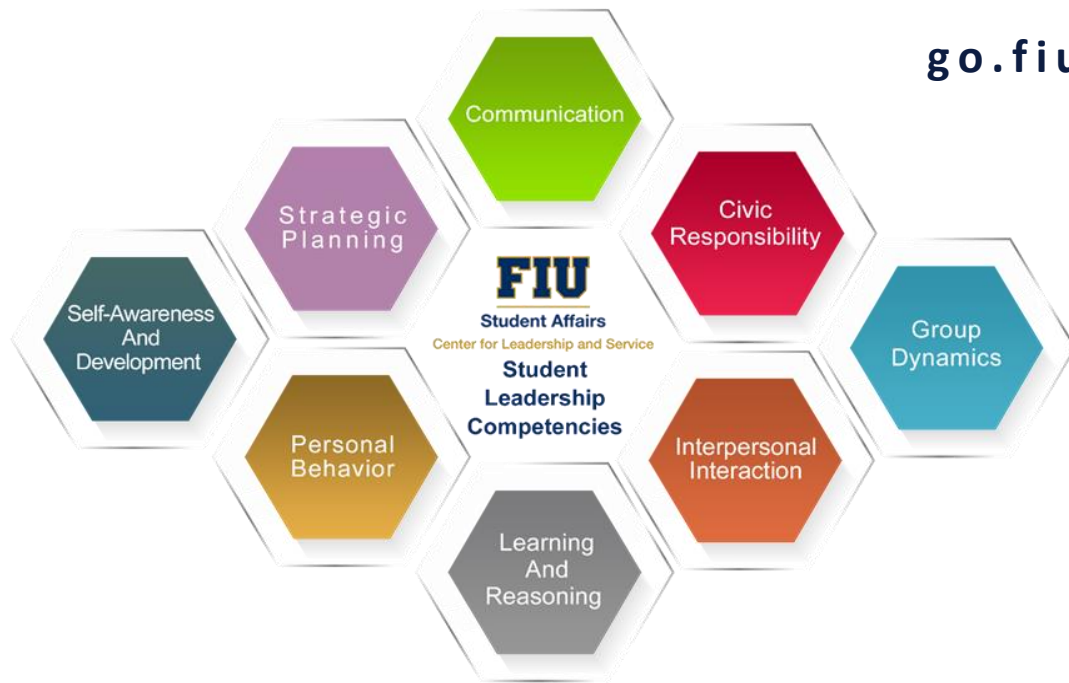 go.fiu
Communication
Strategic
Planning
Civic
Responsibility
Self-Awareness
And
Development
FIU
Student Affairs
Center for Leadership and Service
Student
Leadership
Competencies
Group
Dynamics
Personal
Behavior
Interpersonal
Interaction
Learning
And
Reasoning